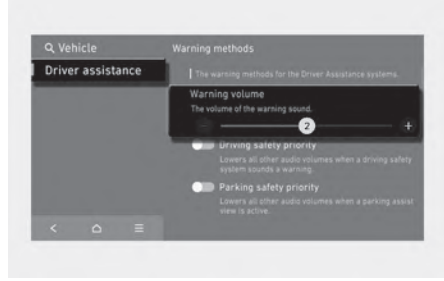 Vehicle
Warning methods
Driver assistance
The warning methods for the Driver Assistance systems.
Warning volume
The volume of the warning sound.
2
+
Driving safety priority
Lowers all other audio volumes when a driving safety
system sounds a warning.
Parking safety priority
Lowers all other audio volumes when a parking assist
view is active.